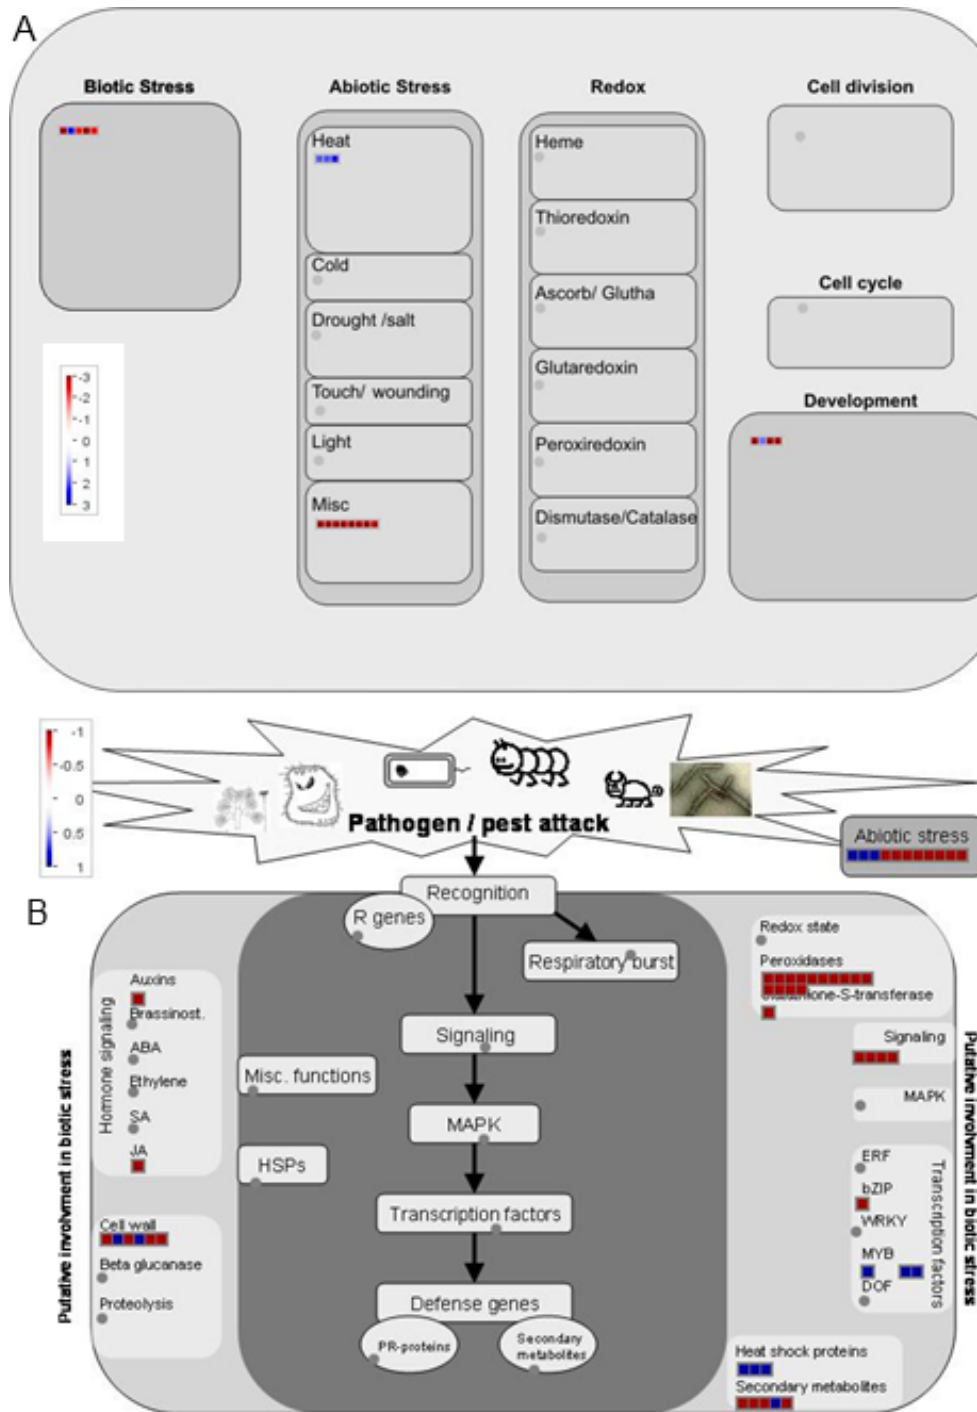 A
Biotic Stress
Abiotic Stress
Redox
Cell division
Heat
Cold
Drought /salt
Touch/ wounding
Light
Misc
Heme
Thioredoxin
Ascorb/ Glutha
Glutaredoxin
Peroxiredoxin
Dismutase/Catalase
Cell cycle
Development
-3
-2
-1
0
1
2
3
-1
-0.5
0
0.5
1
Pathogen / pest attack
Abiotic stress
B
Recognition
R genes
Respiratory burst
Signaling
Misc. functions
MAPK
HSPs
Transcription factors
Defense genes
PR-proteins
Secondary
metabolites
Putative involvment in biotic stress
Hormone signaling
Auxins
Brassinost.
ABA
Ethylene
SA
JA
Cell wall
Beta glucanase
Proteolysis
Redox state
Peroxidases
Glutathione-S-transferase
Signaling
MAPK
ERF
bZIP
WRKY
MYB
DOF
Transcription factors
Putative involvment in biotic stress
Heat shock proteins
Secondary metabolites